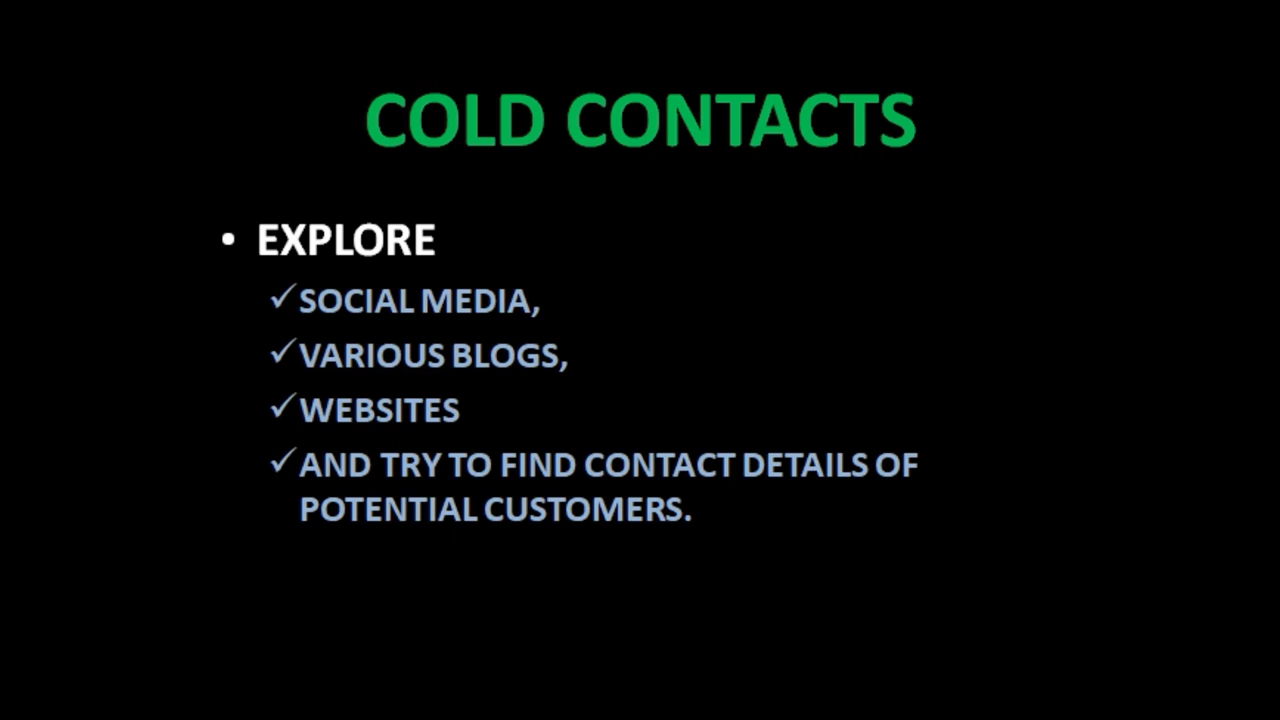 COLD CONTACTS
• EXPLORE
✓SOCIAL MEDIA,
✓VARIOUS BLOGS,
✓WEBSITES
✓AND TRY TO FIND CONTACT DETAILS OF
POTENTIAL CUSTOMERS.